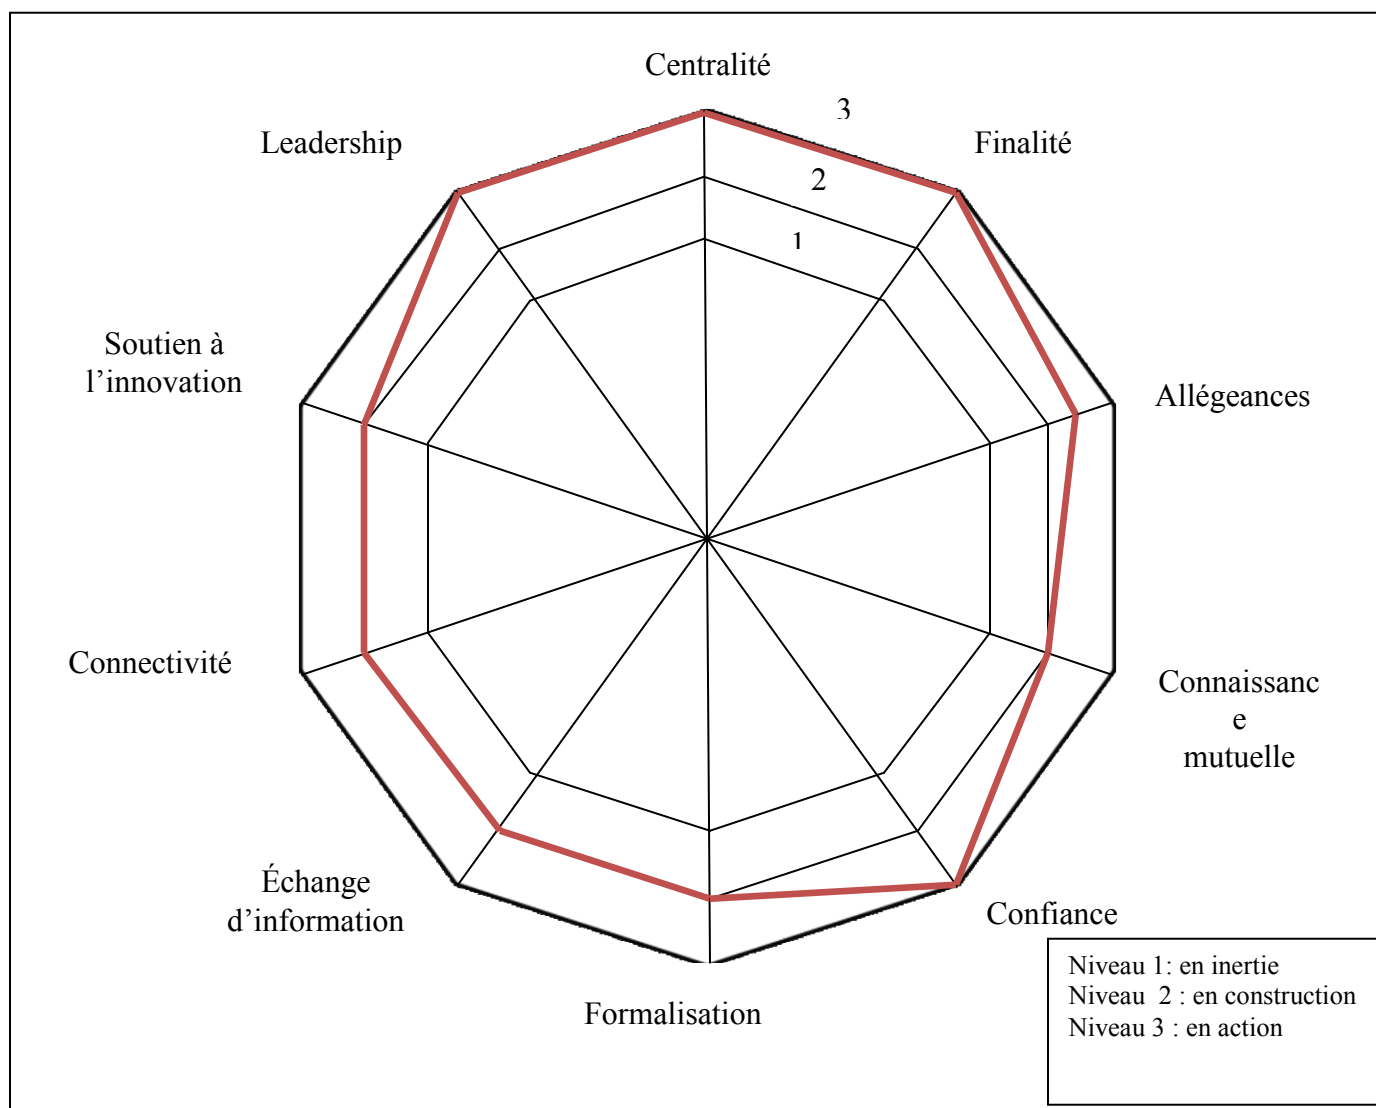 Centralité
3
Leadership
Finalité
2
1
Soutien à
l’innovation
Allégeances
Connectivité
Connaissanc
e
mutuelle
Échange
d’information
Confiance
Formalisation
Niveau 1: en inertie
Niveau  2 : en construction
Niveau 3 : en action